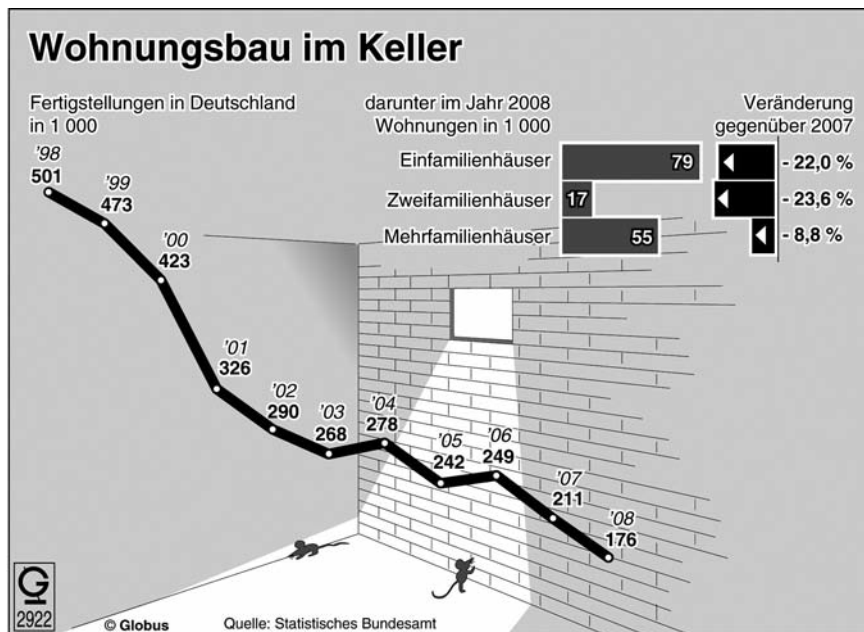 Wohnungsbau im Keller
Fertigstellungen in Deutschland
in 1 000
darunter im Jahr 2008
Wohnungen in 1 000
Veränderung
gegenüber 2007
Einfamilienhäuser 79 - 22,0 %
Zweifamilienhäuser 17 - 23,6 %
Mehrfamilienhäuser 55 - 8,8 %
'98
501
'99
473
'00
423
'01
326
'02
290
'03
268
'04
278
'05
242
'06
249
'07
211
'08
176
G
2922
© Globus
Quelle: Statistisches Bundesamt